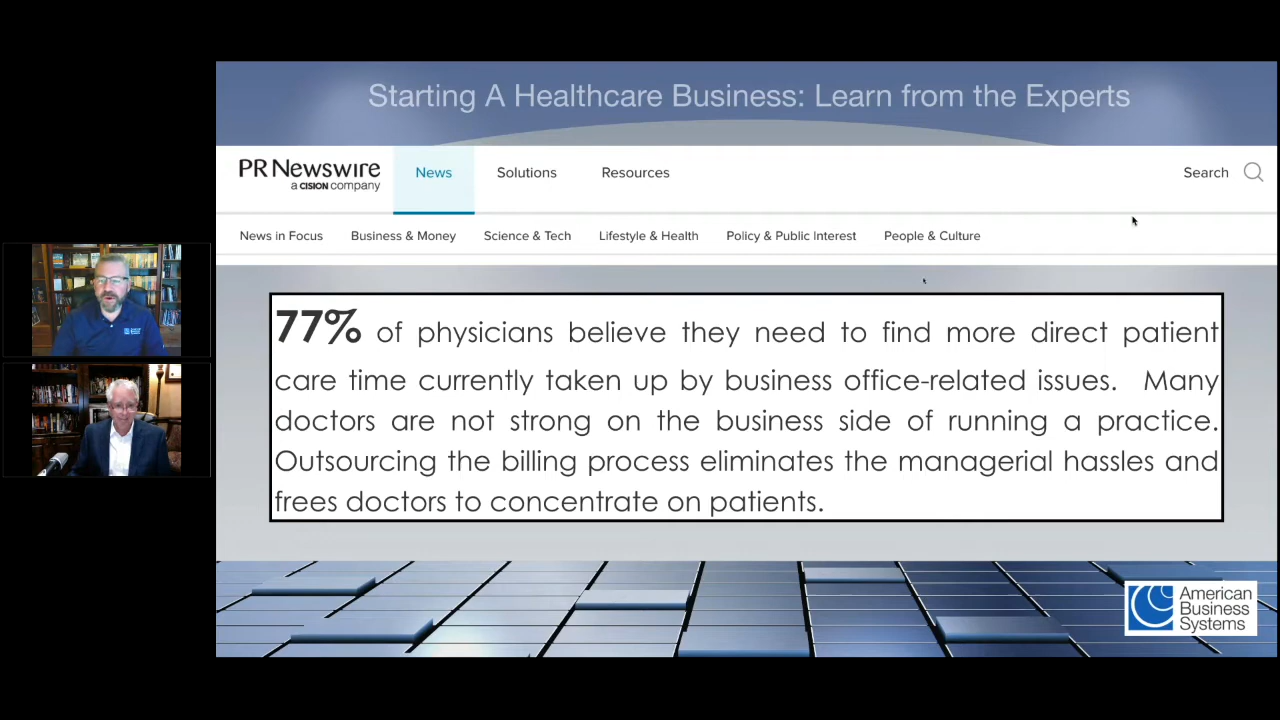 Starting A Healthcare Business: Learn from the Experts
PR Newswire
a CISION company
News
Solutions
Resources
Search
News in Focus
Business & Money
Science & Tech
Lifestyle & Health
Policy & Public Interest
People & Culture
77% of physicians believe they need to find more direct patient
care time currently taken up by business office-related issues. Many
doctors are not strong on the business side of running a practice.
Outsourcing the billing process eliminates the managerial hassles and
frees doctors to concentrate on patients.
American
Business
Systems